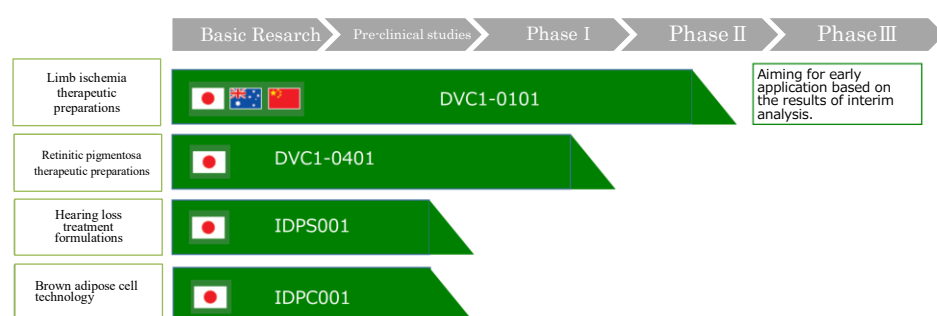 Basic Resarch Pre-clinical studies Phase I Phase II Phase III
Limb ischemia
therapeutic
preparations
DVC1-0101
Aiming for early
application based on
the results of interim
analysis.
Retinitic pigmentosa
therapeutic preparations
DVC1-0401
Hearing loss
treatment
formulations
IDPS001
Brown adipose cell
technology
IDPC001